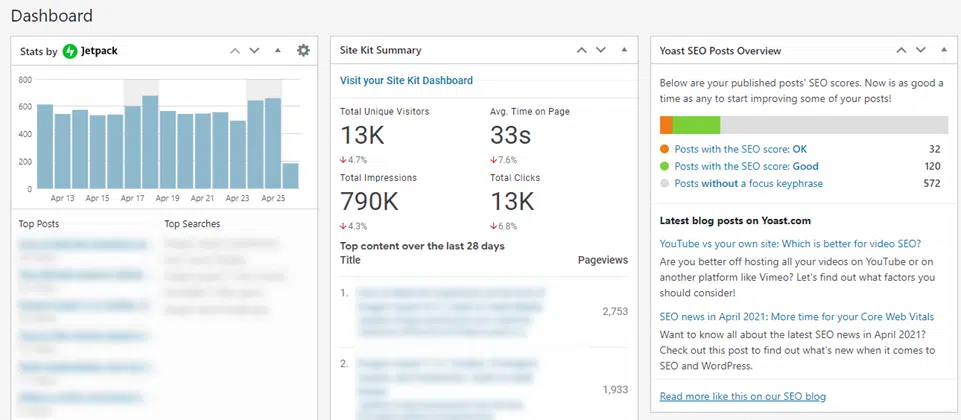 Dashboard
Stats by Jetpack
800
600
400
200
0
Apr 13 Apr 15 Apr 17 Apr 19 Apr 21 Apr 23 Apr 25
Top Posts Top Searches
Site Kit Summary
Visit your Site Kit Dashboard
Total Unique Visitors Avg. Time on Page
13K 33s
4.7% 7.6%
Total Impressions Total Clicks
790K 13K
4.3% 6.8%
Top content over the last 28 days
Title Pageviews
1. 2,753
2. 1,933
Yoast SEO Posts Overview
Below are your published posts' SEO scores. Now is as good a
time as any to start improving some of your posts!
Posts with the SEO score: OK 32
Posts with the SEO score: Good 120
Posts without a focus keyphrase 572
Latest blog posts on Yoast.com
YouTube vs your own site: Which is better for video SEO?
Are you better off hosting all your videos on YouTube or on
another platform like Vimeo? Let's find out what factors you
should consider!
SEO news in April 2021: More time for your Core Web Vitals
Want to know all about the latest SEO news in April 2021?
Check out this post to find out what's new when it comes to
SEO and WordPress.
Read more like this on our SEO blog